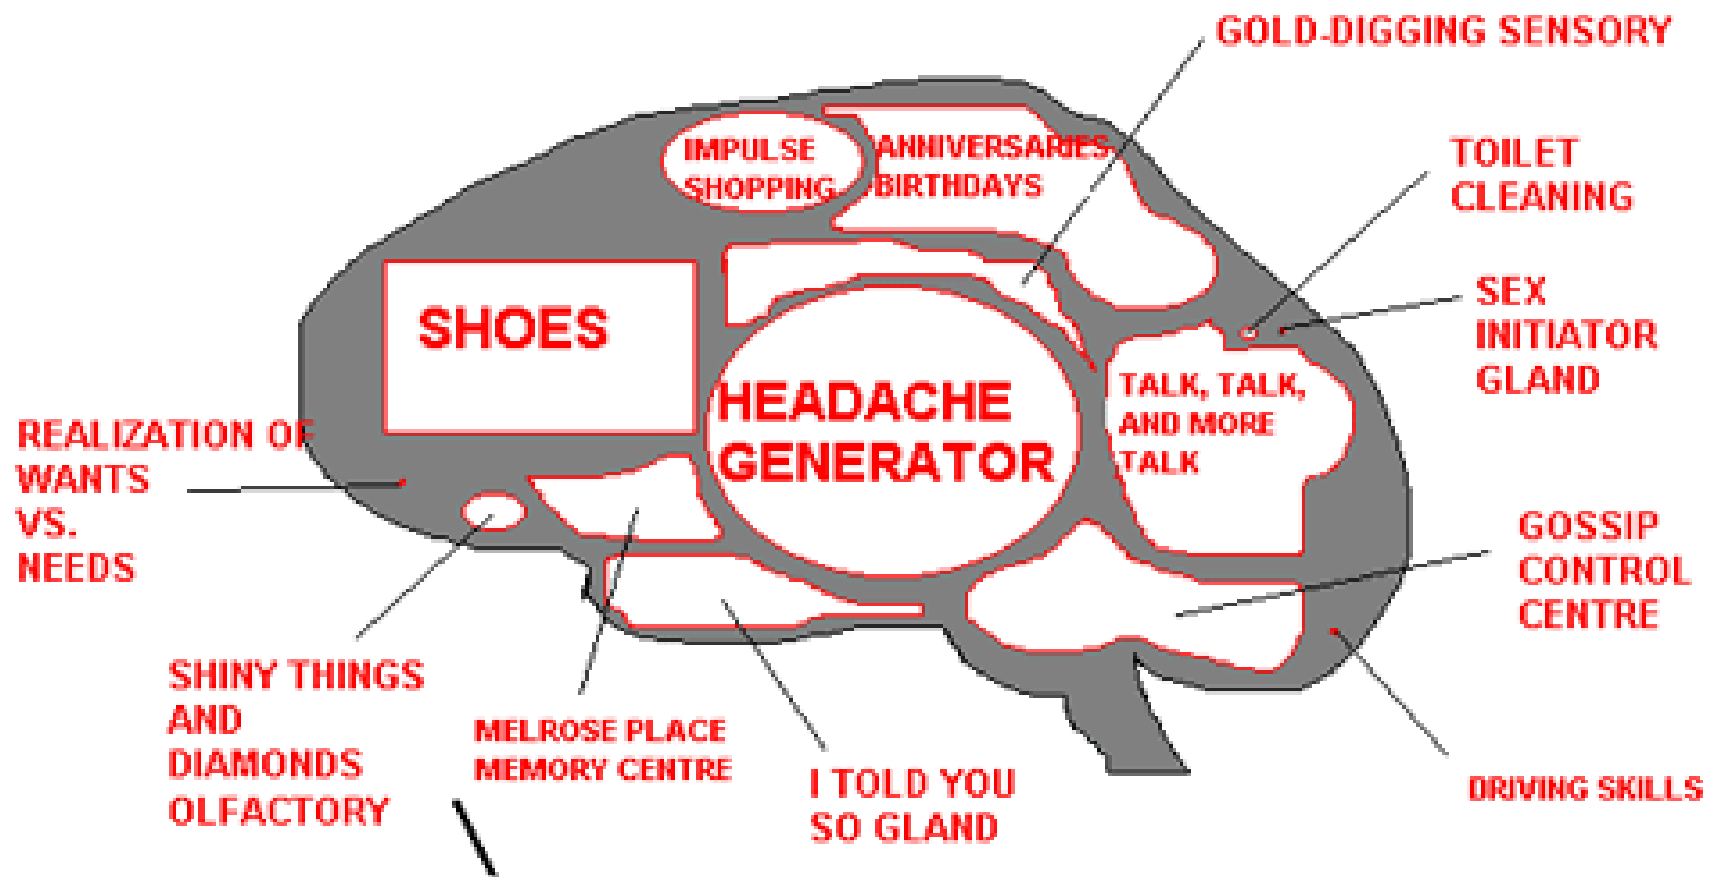 GOLD-DIGGING SENSORY
IMPULSE
SHOPPING
ANNIVERSARIES
BIRTHDAYS
TOILET
CLEANING
SEX
INITIATOR
GLAND
SHOES
HEADACHE
GENERATOR
TALK, TALK,
AND MORE
TALK
REALIZATION OF
WANTS
VS.
NEEDS
GOSSIP
CONTROL
CENTRE
SHINY THINGS
AND
DIAMONDS
OLFACTORY
MELROSE PLACE
MEMORY CENTRE
I TOLD YOU
SO GLAND
DRIVING SKILLS